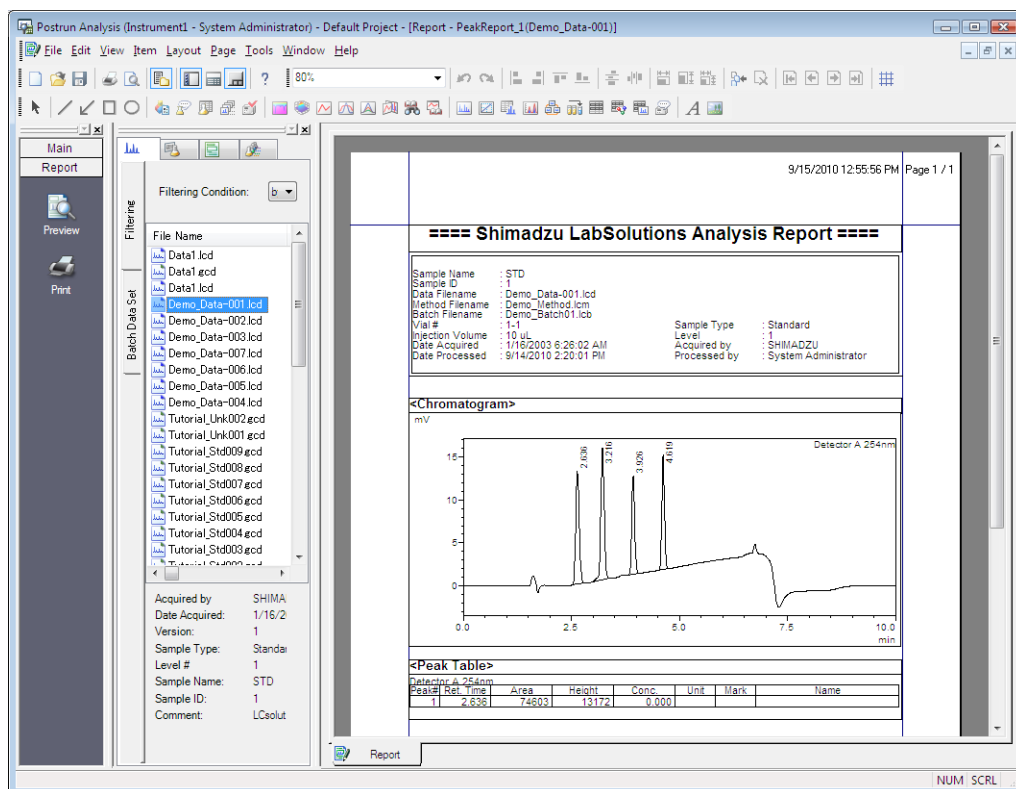 Postrun Analysis (Instrument1 - System Administrator) - Default Project - [Report - PeakReport_1(Demo_Data-001)]
File Edit View Item Layout Page Tools Window Help
80%
Main
Report
Preview
Print
Filtering
Batch Data Set
Filtering Condition: b
File Name
Data1.lcd
Data1.gcd
Data1.lcd
Demo_Data-001.lcd
Demo_Data-002.lcd
Demo_Data-003.lcd
Demo_Data-007.lcd
Demo_Data-006.lcd
Demo_Data-005.lcd
Demo_Data-004.lcd
Tutorial_Unk002.gcd
Tutorial_Unk001.gcd
Tutorial_Std009.gcd
Tutorial_Std008.gcd
Tutorial_Std007.gcd
Tutorial_Std006.gcd
Tutorial_Std005.gcd
Tutorial_Std004.gcd
Tutorial_Std003.gcd
Acquired by SHIMA
Date Acquired: 1/16/2
Version: 1
Sample Type: Standar
Level # 1
Sample Name: STD
Sample ID: 1
Comment: LCsolut
9/15/2010 12:55:56 PM Page 1 / 1
==== Shimadzu LabSolutions Analysis Report ====
Sample Name : STD
Sample ID : 1
Data Filename : Demo_Data-001.lcd
Method Filename : Demo_Method.lcm
Batch Filename : Demo_Batch01.lcb
Vial # : 1-1 Sample Type : Standard
Injection Volume : 10 uL Level : 1
Date Acquired : 1/16/2003 6:26:02 AM Acquired by : SHIMADZU
Date Processed : 9/14/2010 2:20:01 PM Processed by : System Administrator
<Chromatogram>
mV
Detector A 254nm
2.636
3.216
3.926
4.619
15
10
5
0
0.0 2.5 5.0 7.5 10.0
min
<Peak Table>
Detector A 254nm
Peak# Ret. Time Area Height Conc. Unit Mark Name
1 2.636 74603 13172 0.000
Report
NUM SCRL